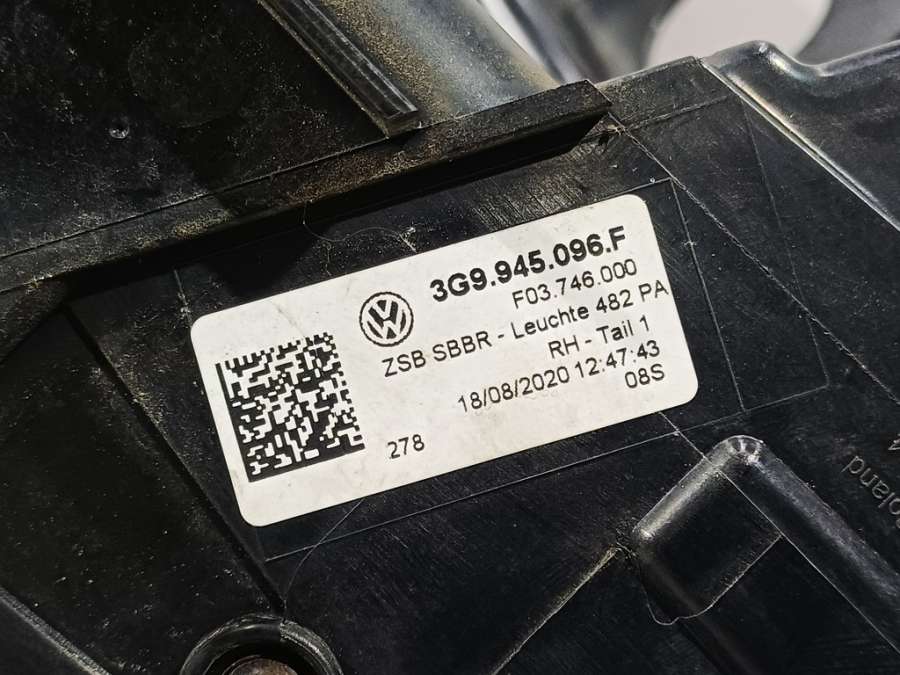 3G9.945.096.F
F03.746.000
ZSB SBBR - Leuchte 482 PA
RH - Tail 1
18/08/2020 12:47:43
08S
278